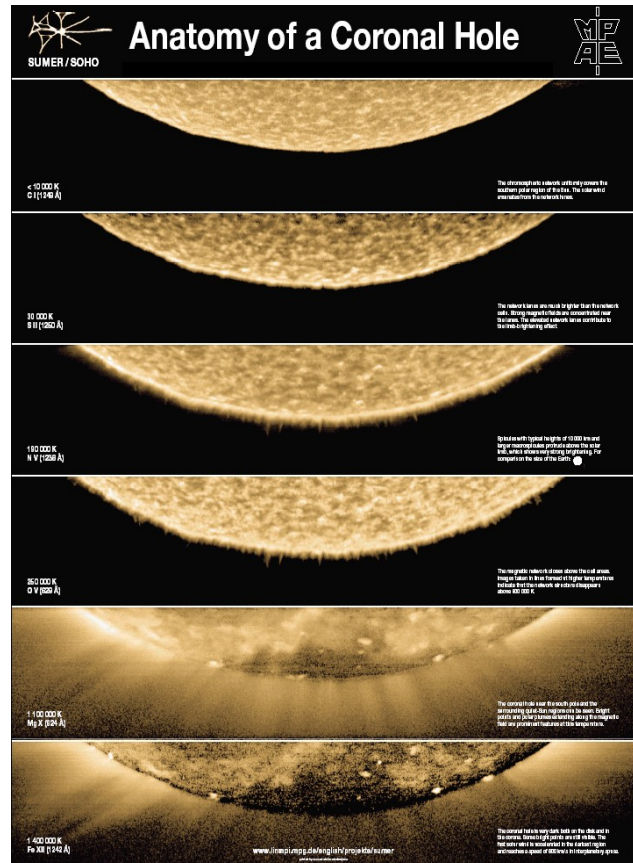 Anatomy of a Coronal Hole
SUMER / SOHO
MP
AE
< 10 000 K
C I [1249 Å]
The chromospheric network uniformly covers the
southern polar region of the Sun. The solar wind
emanates from the network lanes.
S II [1250 Å]
The network lanes are much brighter than the network
cells. Strong magnetic fields are concentrated near
the lanes. The elevated network lanes contribute to
the limb-brightening effect.
N V [1238 Å]
Spicules with typical heights of 10 000 km and
larger macrospicules protrude above the solar
limb, which shows very strong brightening. For
comparison the size of the Earth:
250 000 K
O V [629 Å]
The magnetic network closes above the cell areas.
Images taken in lines formed at higher temperatures
indicate that the network structure disappears
above
1 100 000 K
Mg X [624 Å]
The coronal hole near the south pole and the
surrounding quiet-Sun regions can be seen. Bright
points and polar plumes extending along the magnetic
field are prominent features at this temperature.
1 400 000 K
Fe XII [1242 Å]
The coronal hole is very dark both on the disk and in
the corona. Some bright points are still visible. The
fast solar wind is accelerated in the darkest region
and reaches a speed of 800 km/s in interplanetary space.
www.linmpi.mpg.de/english/projekte/sumer